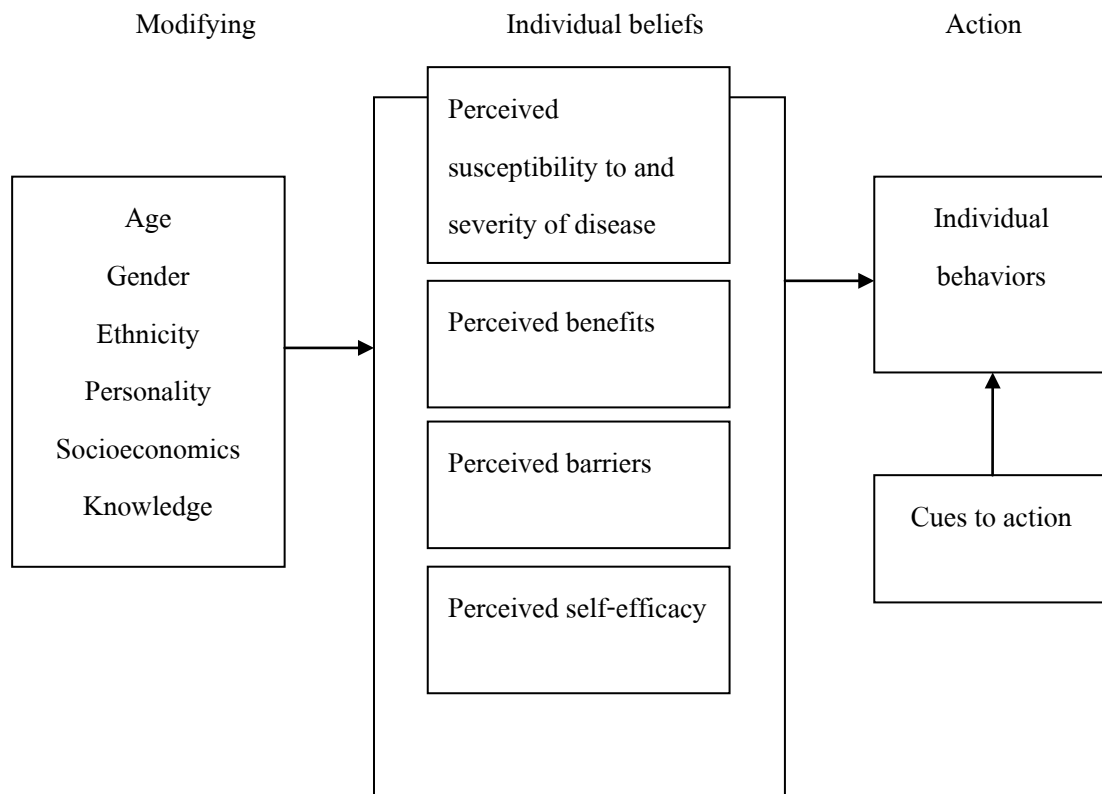 Modifying
Individual beliefs
Action
Age
Gender
Ethnicity
Personality
Socioeconomics
Knowledge
Perceived
susceptibility to and
severity of disease
Perceived benefits
Perceived barriers
Perceived self-efficacy
Individual
behaviors
Cues to action